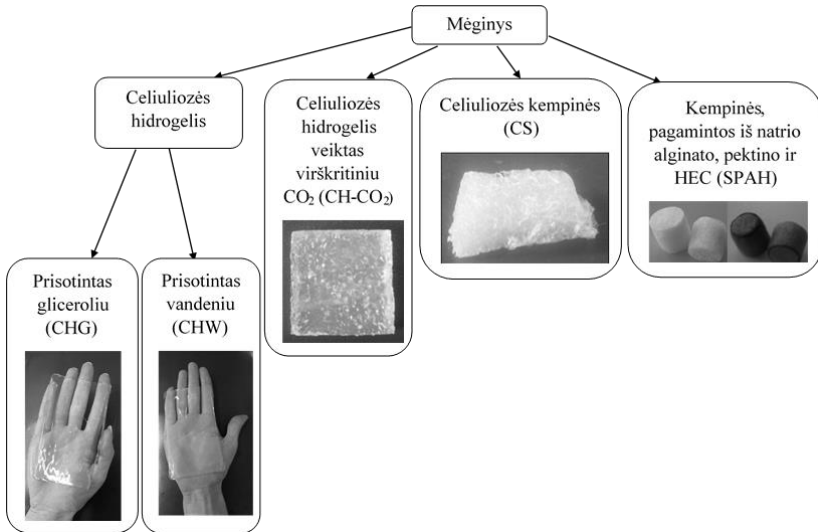 Mėginys
Celiuliozės
hidrogelis
Celiuliozės
hidrogelis
veiktas
virškritiniu
CO₂ (CH-CO₂)
Celiuliozės kempinės
(CS)
Kempinės,
pagamintos iš natrio
alginato, pektino ir
HEC (SPAH)
Prisotintas
gliceroliu
(CHG)
Prisotintas
vandeniu
(CHW)